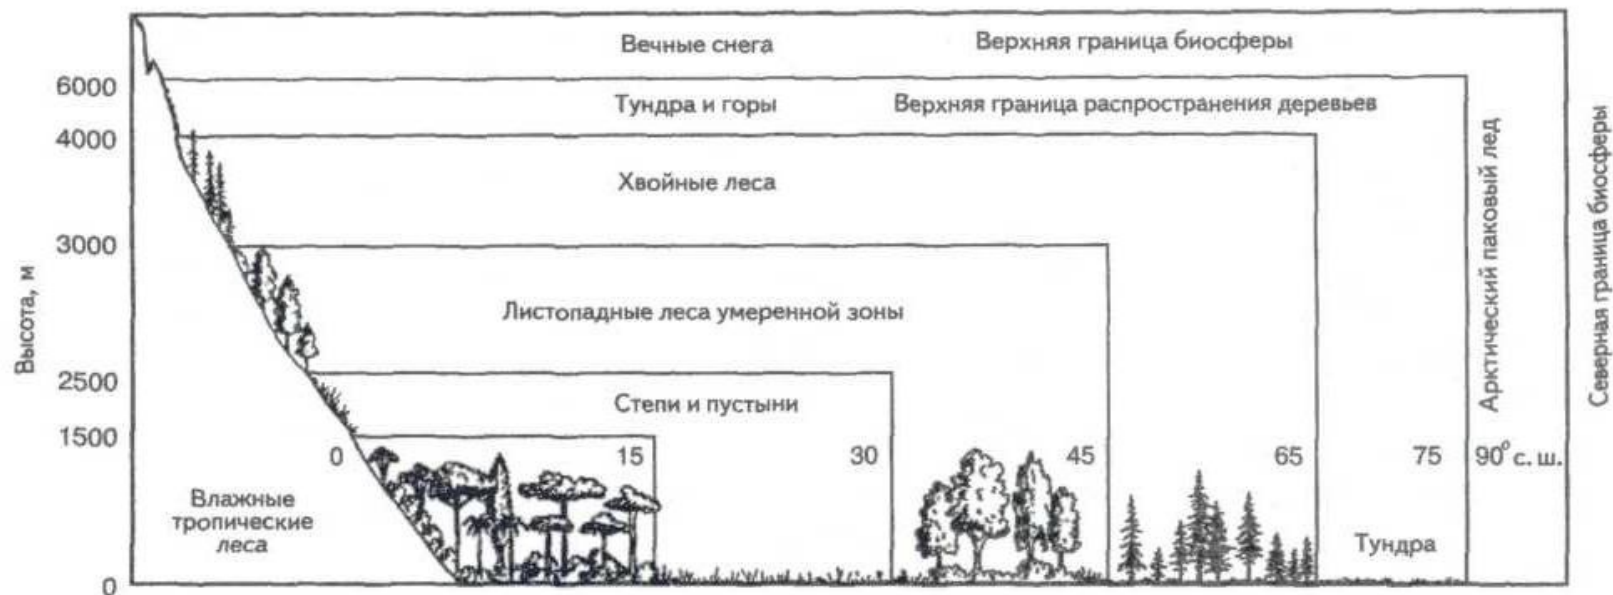 Вечные снега
Верхняя граница биосферы
6000
Тундра и горы
Верхняя граница распространения деревьев
4000
Хвойные леса
3000
Листопадные леса умеренной зоны
2500
Степи и пустыни
1500
0
15
30
45
65
75
90° с. ш.
Влажные
тропические
леса
Тундра
0
Высота, м
Арктический паковый лед
Северная граница биосферы